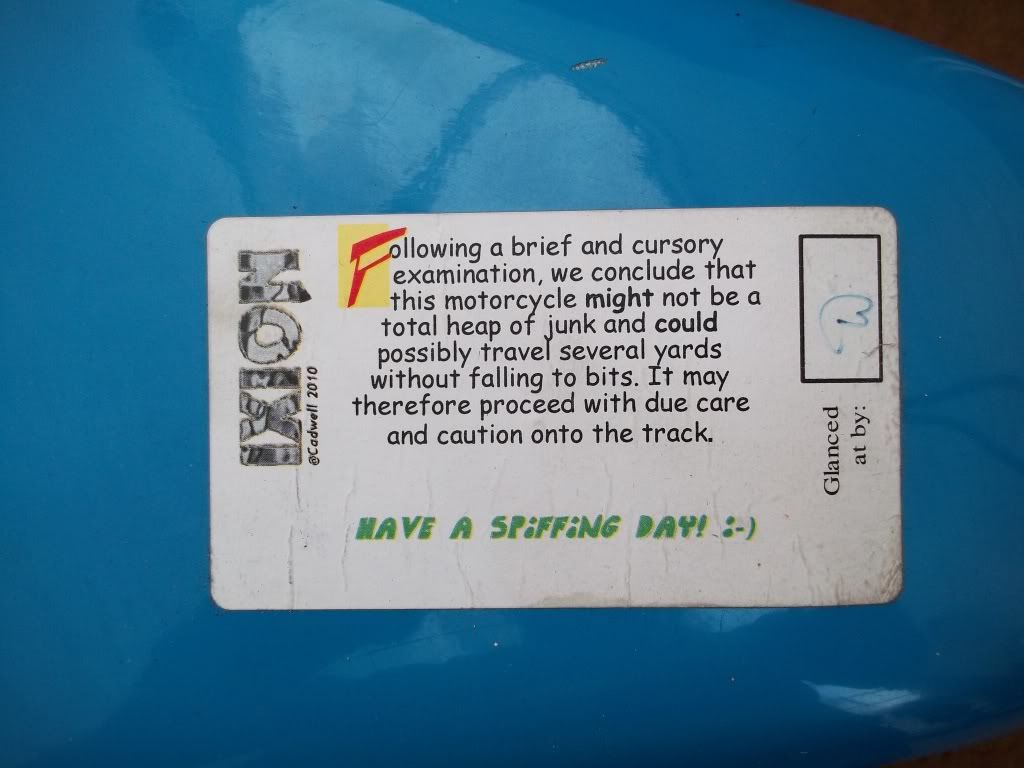 IXION
@Cadwell 2010
Following a brief and cursory
examination, we conclude that
this motorcycle might not be a
total heap of junk and could
possibly travel several yards
without falling to bits. It may
therefore proceed with due care
and caution onto the track.
HAVE A SPiFFiNG DAY! :-)
Glanced
at by: